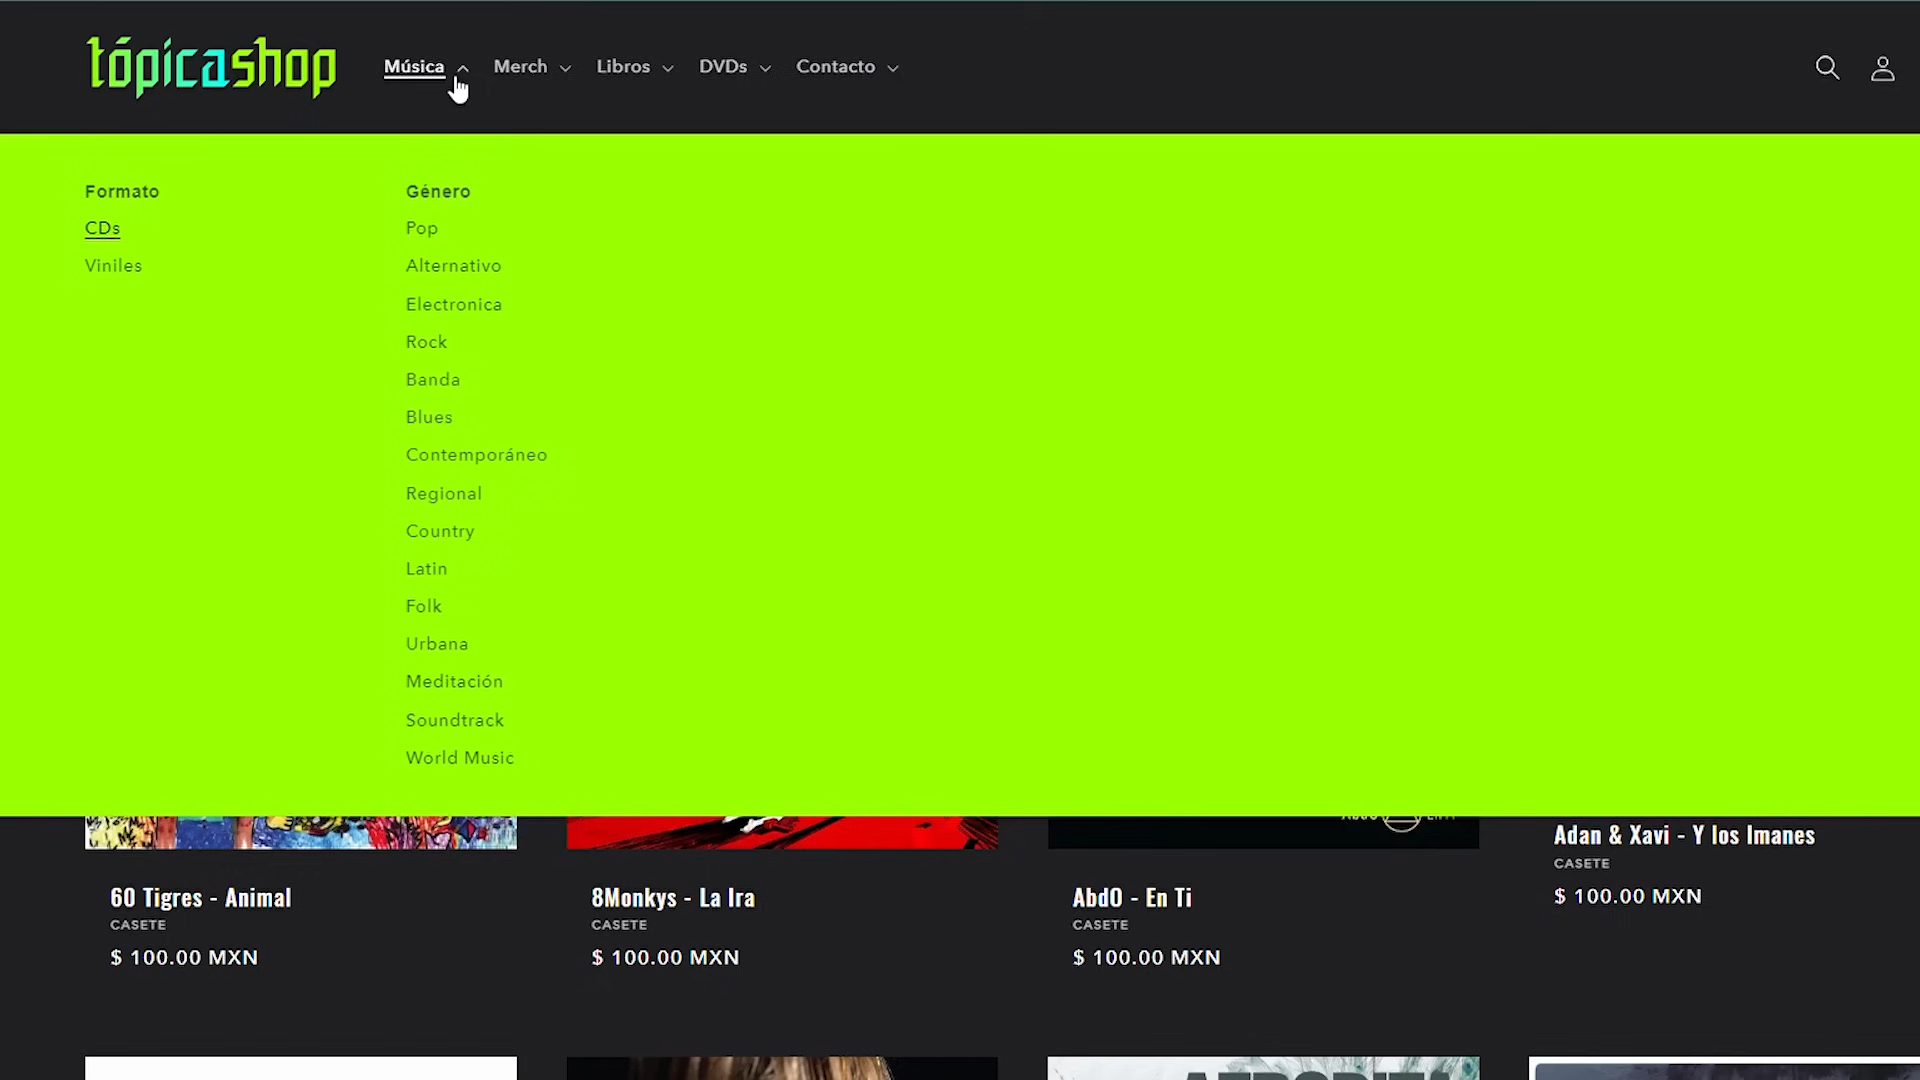 tópicashop
Música
Merch
Libros
DVDs
Contacto
Formato
CDs
Viniles
Género
Pop
Alternativo
Electronica
Rock
Banda
Blues
Contemporáneo
Regional
Country
Latin
Folk
Urbana
Meditación
Soundtrack
World Music
60 Tigres - Animal
CASETE
$ 100.00 MXN
8Monkys - La Ira
CASETE
$ 100.00 MXN
AbdO - En Ti
CASETE
$ 100.00 MXN
Adan & Xavi - Y los Imanes
CASETE
$ 100.00 MXN